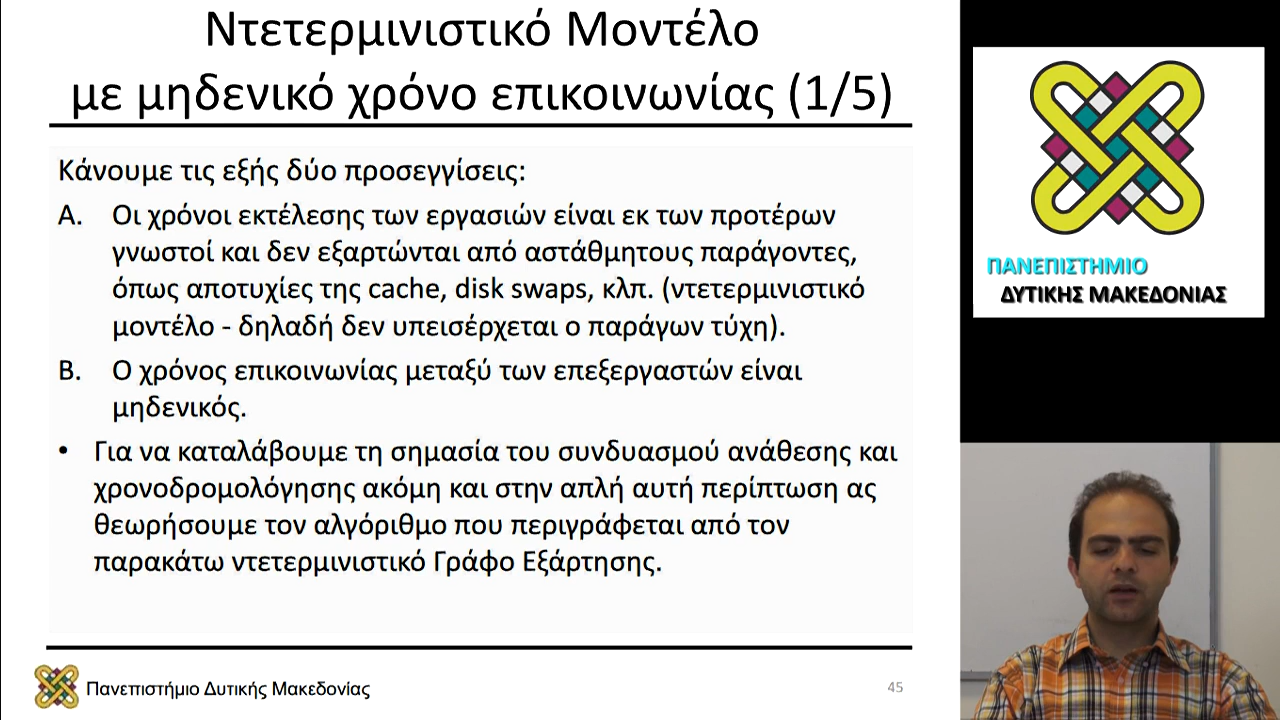 Ντετερμινιστικό Μοντέλο
με μηδενικό χρόνο επικοινωνίας (1/5)
Κάνουμε τις εξής δύο προσεγγίσεις:
Α. Οι χρόνοι εκτέλεσης των εργασιών είναι εκ των προτέρων
γνωστοί και δεν εξαρτώνται από αστάθμητους παράγοντες,
όπως αποτυχίες της cache, disk swaps, κλπ. (ντετερμινιστικό
μοντέλο - δηλαδή δεν υπεισέρχεται ο παράγων τύχη).
Β. Ο χρόνος επικοινωνίας μεταξύ των επεξεργαστών είναι
μηδενικός.
• Για να καταλάβουμε τη σημασία του συνδυασμού ανάθεσης και
χρονοδρομολόγησης ακόμη και στην απλή αυτή περίπτωση ας
θεωρήσουμε τον αλγόριθμο που περιγράφεται από τον
παρακάτω ντετερμινιστικό Γράφο Εξάρτησης.
Πανεπιστήμιο Δυτικής Μακεδονίας
45
ΠΑΝΕΠΙΣΤΗΜΙΟ
ΔΥΤΙΚΗΣ ΜΑΚΕΔΟΝΙΑΣ